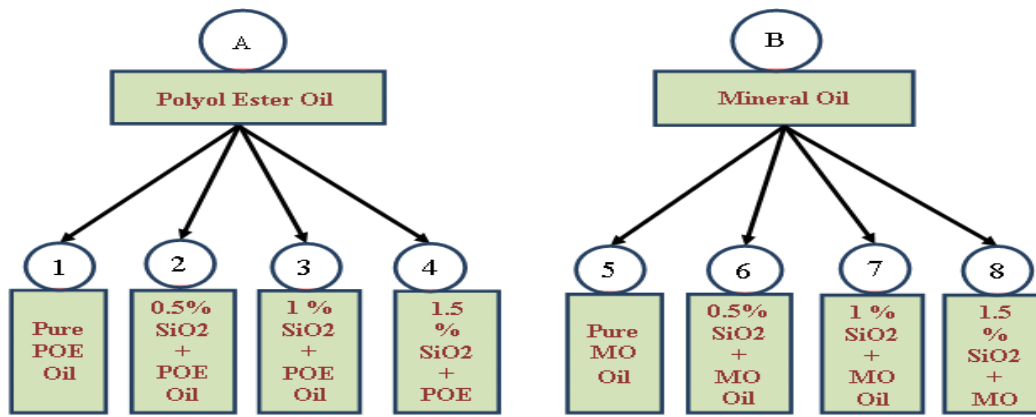 A
Polyol Ester Oil
1
Pure
POE
Oil
2
0.5%
SiO2
+
POE
Oil
3
1 %
SiO2
+ POE
Oil
4
1.5
%
SiO2
+
POE
B
Mineral Oil
5
Pure
MO
Oil
6
0.5%
SiO2
+
MO
Oil
7
1 %
SiO2
+
MO
Oil
8
1.5
%
SiO2
+
MO